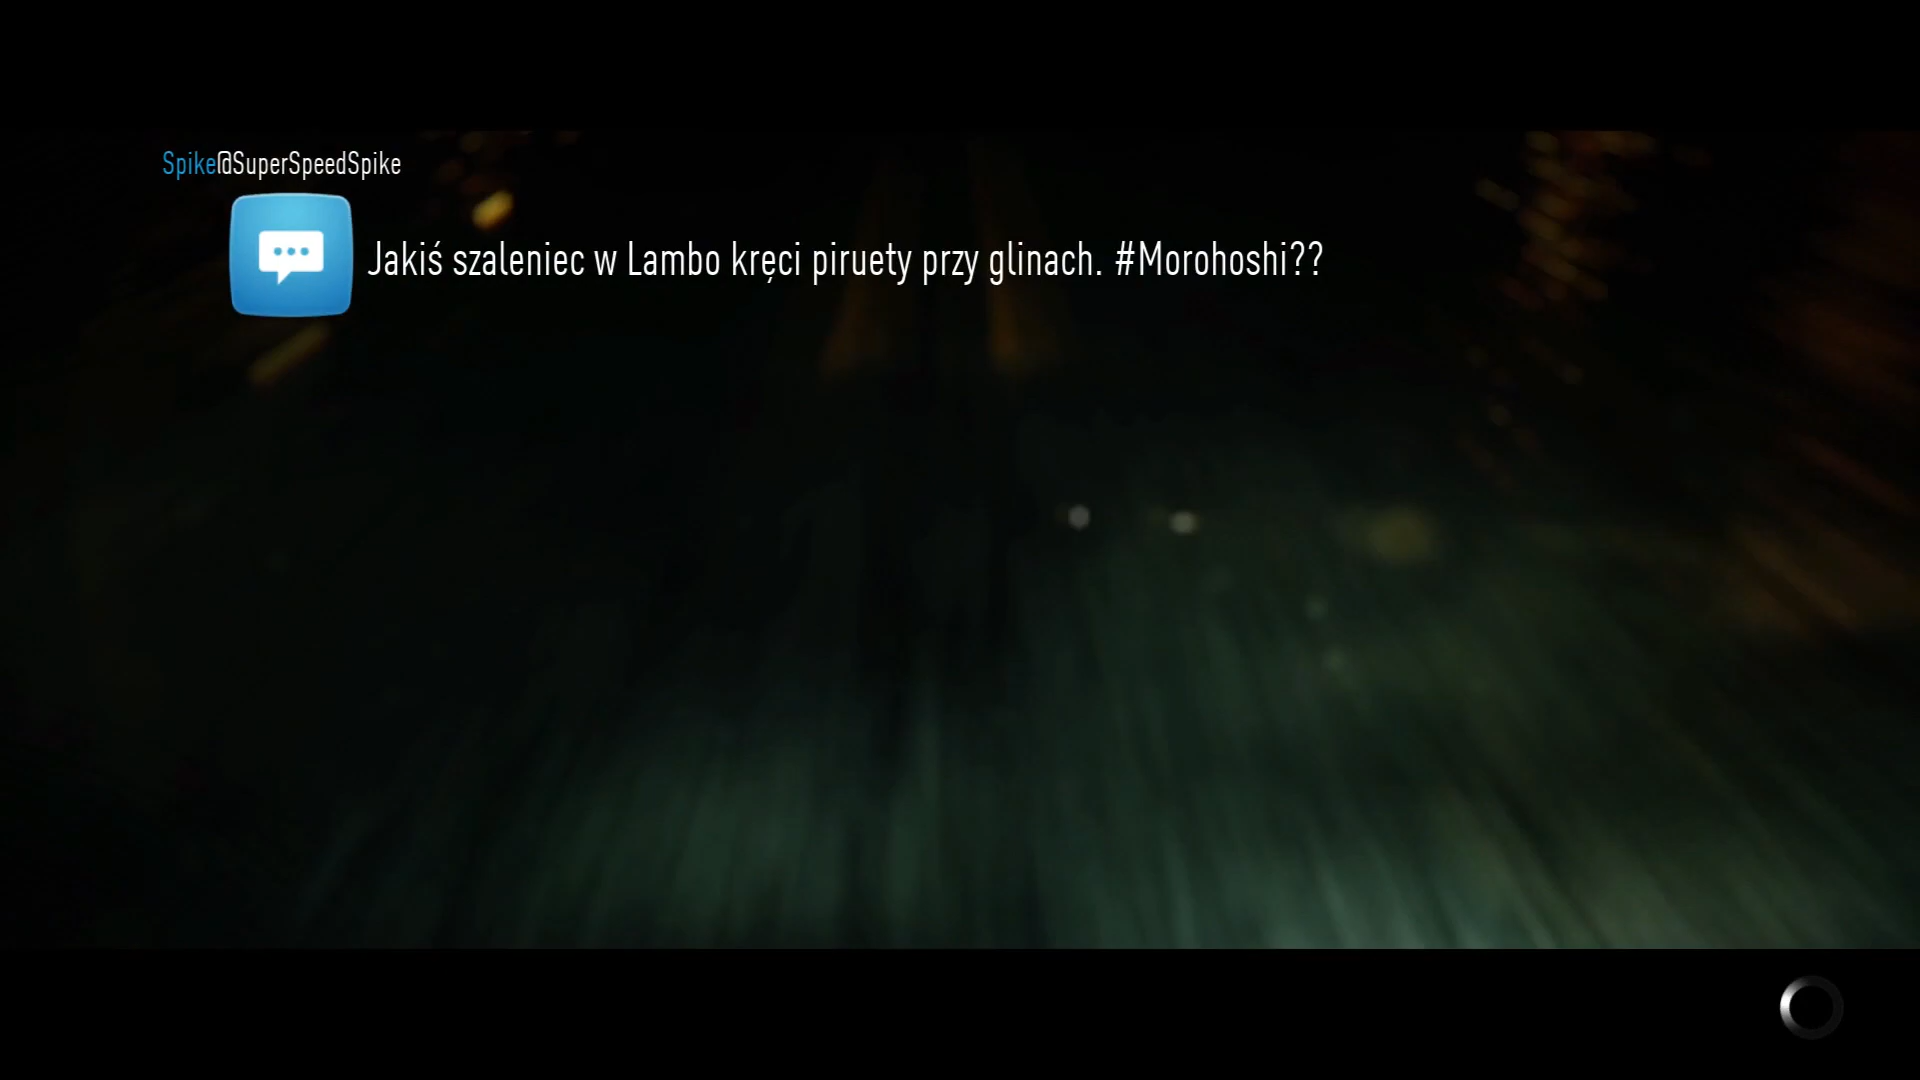 Spike@SuperSpeedSpike
Jakiś szaleniec w Lambo kręci piruety przy glinach. #Morohoshi??